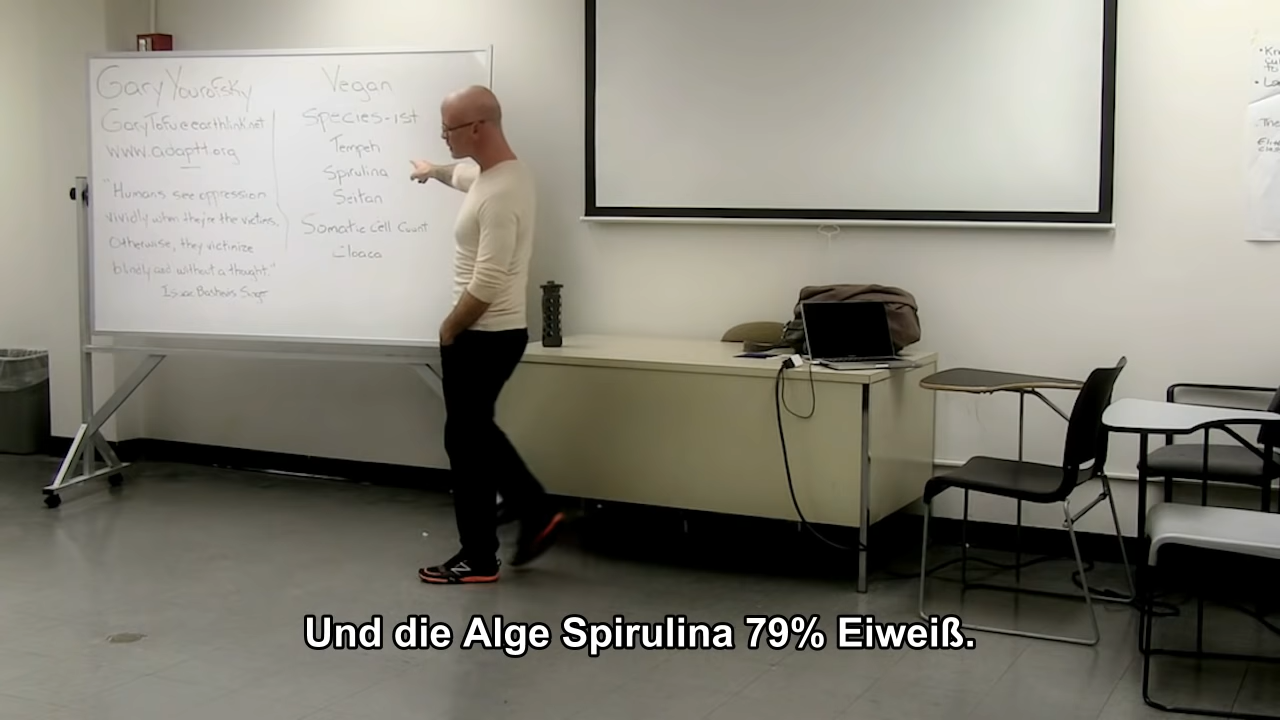 Gary Yourofsky
GaryTofu@earthlink.net
www.adaptt.org
"Humans see oppression
vividly when they're the victims.
Otherwise, they victimize
blindly and without a thought."
Isaac Bashevis Singer
Vegan
Species-ist
Tempeh
Spirulina
Seitan
Somatic Cell Count
Cloaca
Und die Alge Spirulina 79% Eiweiß.